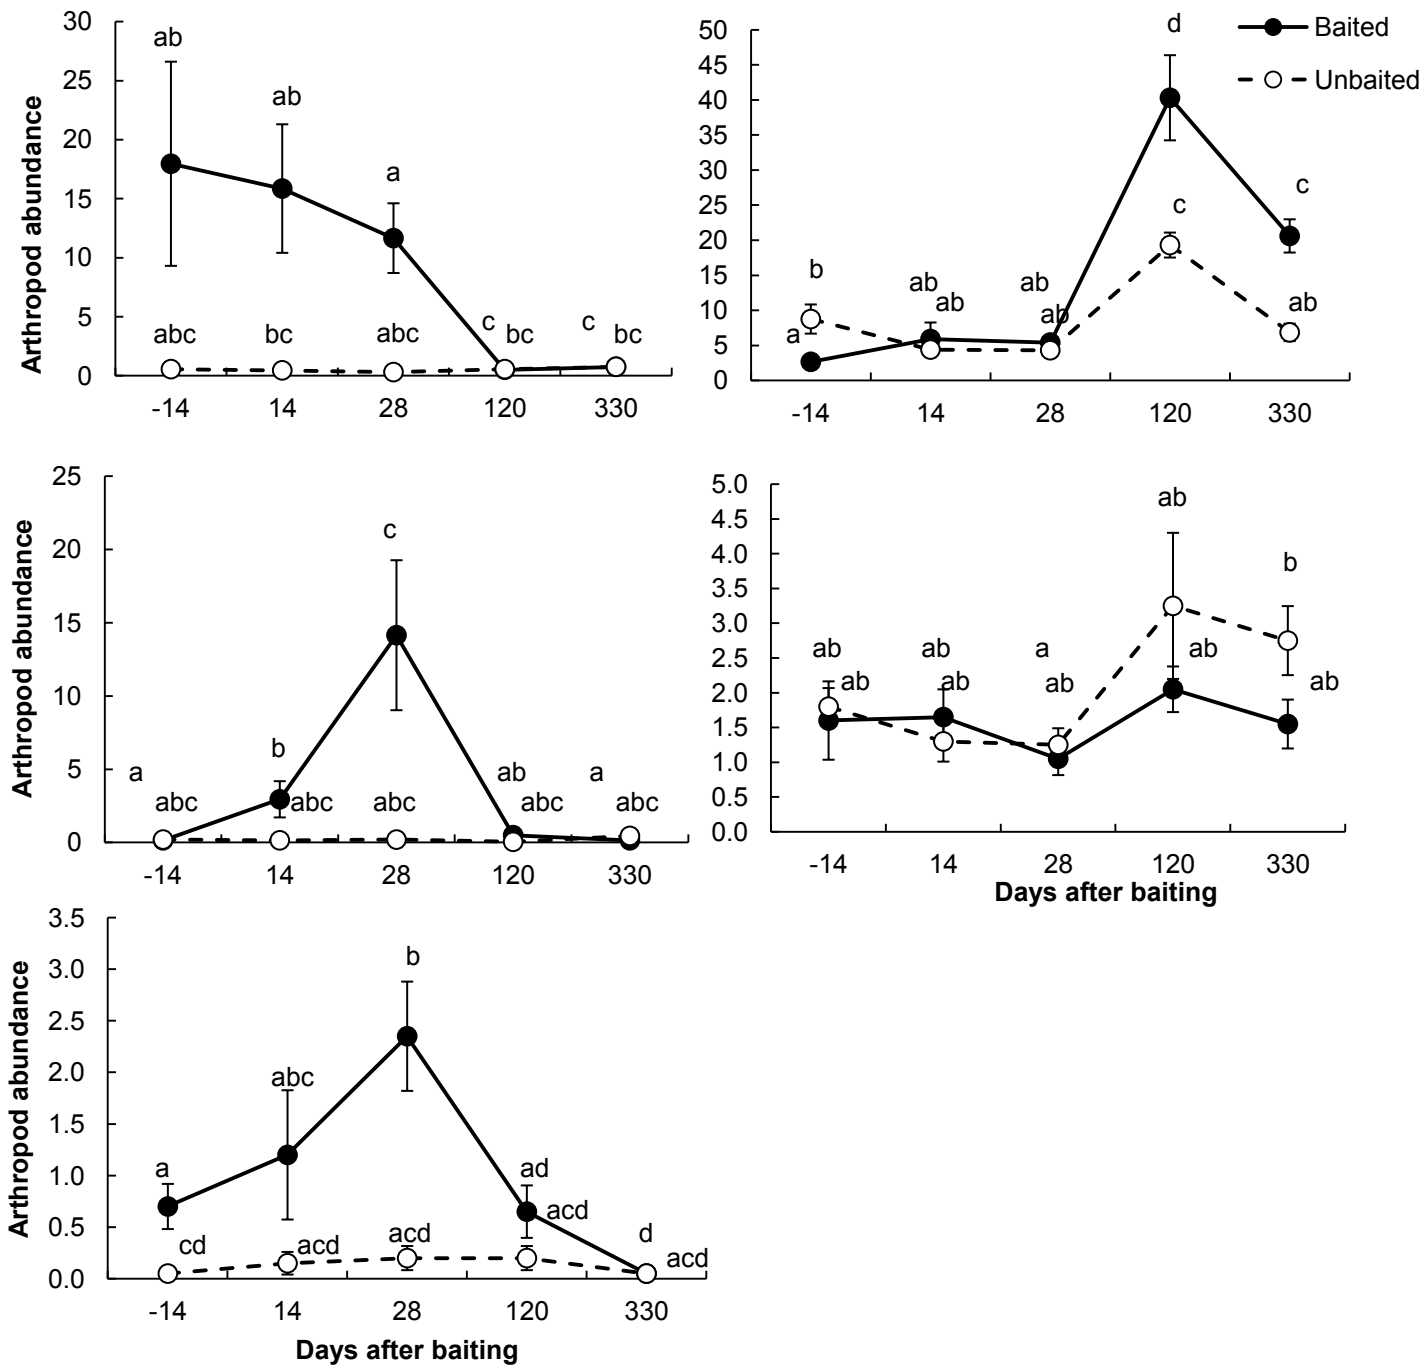 Arthropod abundance
30
25
20
15
10
5
0
ab
ab
a
c
bc
c
bc
abc
bc
abc
-14
14
28
120
330
50
45
40
35
30
25
20
15
10
5
0
d
c
c
b
ab
ab
ab
ab
ab
a
-14
14
28
120
330
Baited
Unbaited
Arthropod abundance
25
20
15
10
5
0
c
b
a
ab
a
abc
abc
abc
abc
abc
-14
14
28
120
330
5.0
4.5
4.0
3.5
3.0
2.5
2.0
1.5
1.0
0.5
0.0
ab
b
ab
ab
a
ab
ab
ab
ab
ab
-14
14
28
120
330
Days after baiting
Arthropod abundance
3.5
3.0
2.5
2.0
1.5
1.0
0.5
0.0
b
abc
a
ad
acd
d
cd
acd
acd
acd
-14
14
28
120
330
Days after baiting